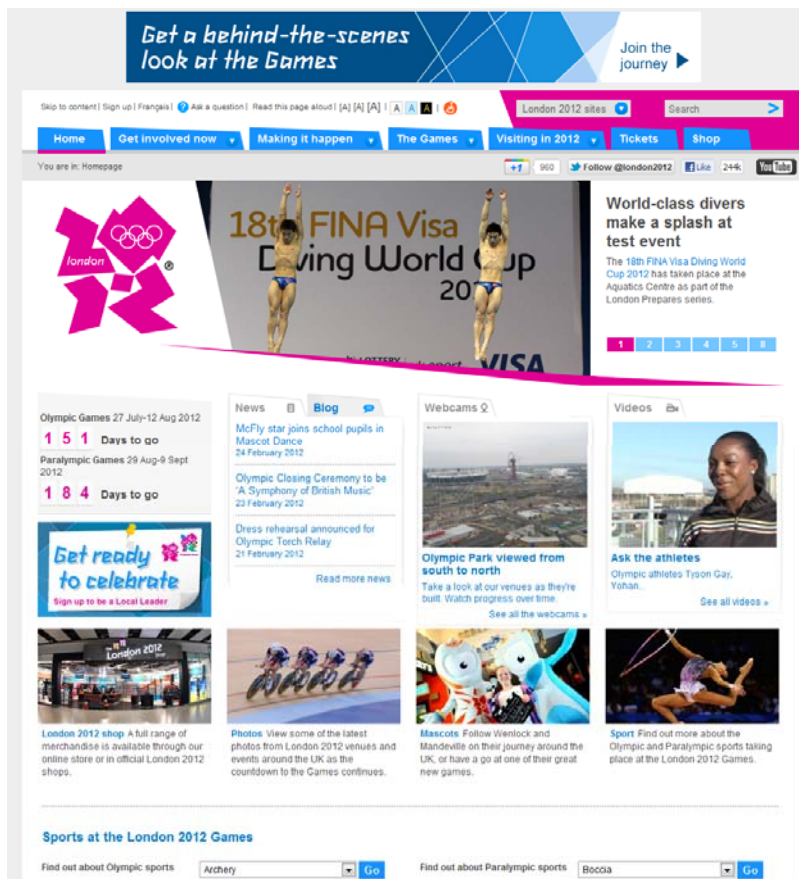 Get a behind-the-scenes
look at the Games
Join the
journey
Skip to content | Sign up | Français | ? Ask a question | Read this page aloud | [A] [A] [A] | A A A |
London 2012 sites
Search
Home
Get involved now
Making it happen
The Games
Visiting in 2012
Tickets
Shop
You are in: Homepage
+1 960
Follow @london2012
Like 244k
YouTube
london
®
18th FINA Visa
Diving World Cup
VISA
World-class divers
make a splash at
test event
The 18th FINA Visa Diving World
Cup 2012 has taken place at the
Aquatics Centre as part of the
London Prepares series.
1 2 3 4 5 6
Olympic Games 27 July-12 Aug 2012
1 5 1 Days to go
Paralympic Games 29 Aug-9 Sept
2012
1 8 4 Days to go
Get ready
to celebrate
Sign up to be a Local Leader
News
Blog
McFly star joins school pupils in
Mascot Dance
24 February 2012
Olympic Closing Ceremony to be
'A Symphony of British Music'
23 February 2012
Dress rehearsal announced for
Olympic Torch Relay
21 February 2012
Read more news
Webcams
Olympic Park viewed from
south to north
Take a look at our venues as they're
built. Watch progress over time.
See all the webcams »
Videos
Ask the athletes
Olympic athletes Tyson Gay,
Yohan..
See all videos »
London 2012
London 2012 shop A full range of
merchandise is available through our
online store or in official London 2012
shops.
Photos View some of the latest
photos from London 2012 venues and
events around the UK as the
countdown to the Games continues.
Mascots Follow Wenlock and
Mandeville on their journey around the
UK, or have a go at one of their great
new games.
Sport Find out more about the
Olympic and Paralympic sports taking
place at the London 2012 Games.
Sports at the London 2012 Games
Find out about Olympic sports
Archery
Go
Find out about Paralympic sports
Boccia
Go